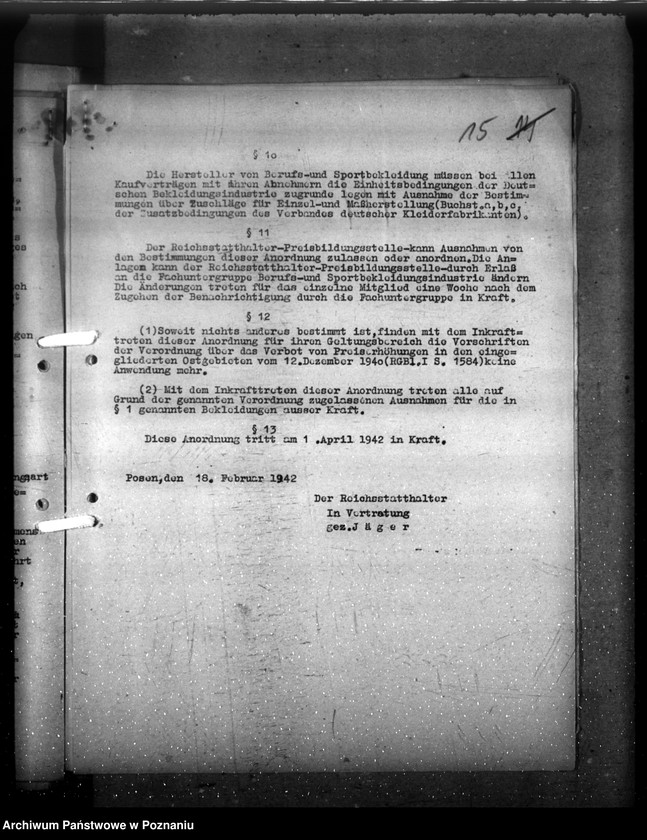 15
§ 10
Die Hersteller von Berufs-und Sportbekleidung müssen bei allen
Kaufverträgen mit ihren Abnehmern die Einheitsbedingungen der Deut=
schen Bekleidungsindustrie zugrunde legen mit Ausnahme der Bestim=
mungen über Zuschläge für Einzel-und Maßherstellung(Buchst.a,b,c,
der Zusatzbedingungen des Verbandes deutscher Kleiderfabrikanten).
§ 11
Der Reichsstatthalter-Preisbildungsstelle-kann Ausnahmen von
den Bestimmungen dieser Anordnung zulassen oder anordnen.Die An-
lagen kann der Reichsstatthalter-Preisbildungsstelle-durch Erlaß
an die Fachuntergruppe Berufs-und Sportbekleidungsindustrie ändern
Die Änderungen treten für das einzelne Mitglied eine Woche nach dem
Zugehen der Benachrichtigung durch die Fachuntergruppe in Kraft.
§ 12
(1)Soweit nichts anderes bestimmt ist,finden mit dem Inkraft=
treten dieser Anordnung für ihren Geltungsbereich die Vorschriften
der Verordnung über das Verbot von Preiserhöhungen in den einge=
gliederten Ostgebieten vom 12.Dezember 1940(RGBl.I S. 1584)keine
Anwendung mehr.
(2) Mit dem Inkrafttreten dieser Anordnung treten alle auf
Grund der genannten Verordnung zugelassenen Ausnahmen für die in
§ 1 genannten Bekleidungen ausser Kraft.
§ 13
Diese Anordnung tritt am 1 .April 1942 in Kraft.
Posen,den 18. Februar 1942
Der Reichsstatthalter
In Vertretung
gez.J ä g e r
Archiwum Państwowe w Poznaniu